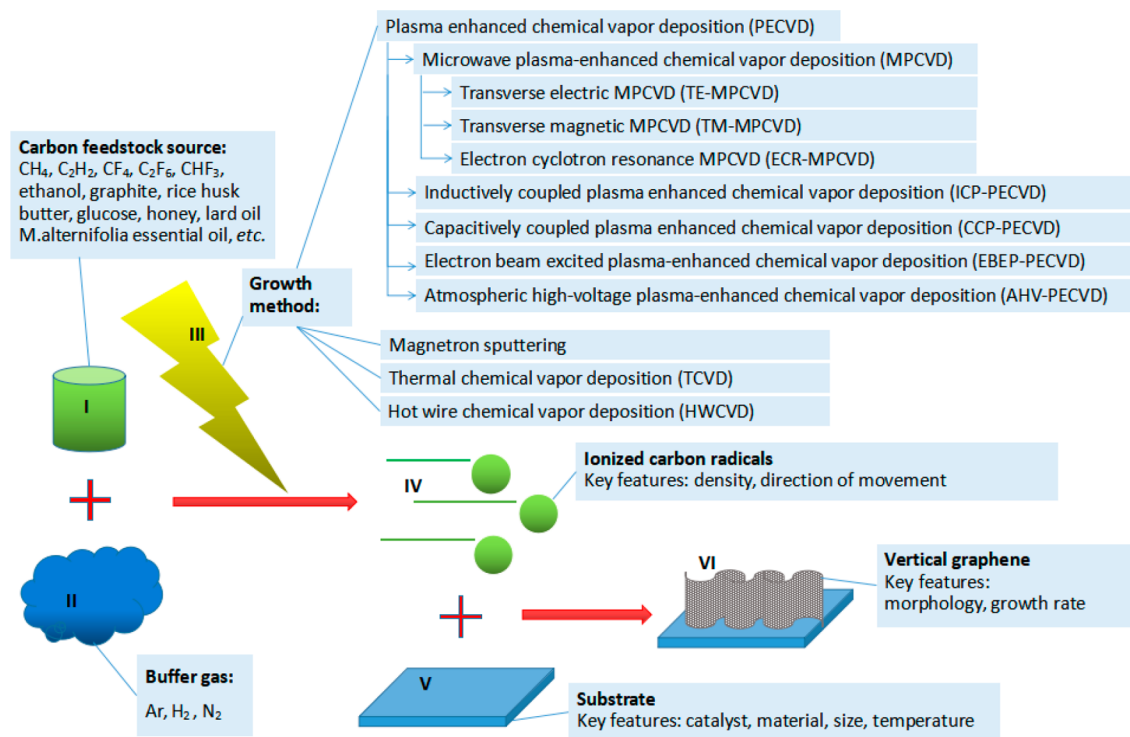 Plasma enhanced chemical vapor deposition (PECVD)
Microwave plasma-enhanced chemical vapor deposition (MPCVD)
Transverse electric MPCVD (TE-MPCVD)
Transverse magnetic MPCVD (TM-MPCVD)
Electron cyclotron resonance MPCVD (ECR-MPCVD)
Inductively coupled plasma enhanced chemical vapor deposition (ICP-PECVD)
Capacitively coupled plasma enhanced chemical vapor deposition (CCP-PECVD)
Electron beam excited plasma-enhanced chemical vapor deposition (EBEP-PECVD)
Atmospheric high-voltage plasma-enhanced chemical vapor deposition (AHV-PECVD)
Carbon feedstock source:
CH₄, C₂H₂, CF₄, C₂F₆, CHF₃,
ethanol, graphite, rice husk
butter, glucose, honey, lard oil
M.alternifolia essential oil, etc.
Growth
method:
III
Magnetron sputtering
Thermal chemical vapor deposition (TCVD)
Hot wire chemical vapor deposition (HWCVD)
I
IV
Ionized carbon radicals
Key features: density, direction of movement
II
Buffer gas:
Ar, H₂ , N₂
VI
Vertical graphene
Key features:
morphology, growth rate
V
Substrate
Key features: catalyst, material, size, temperature